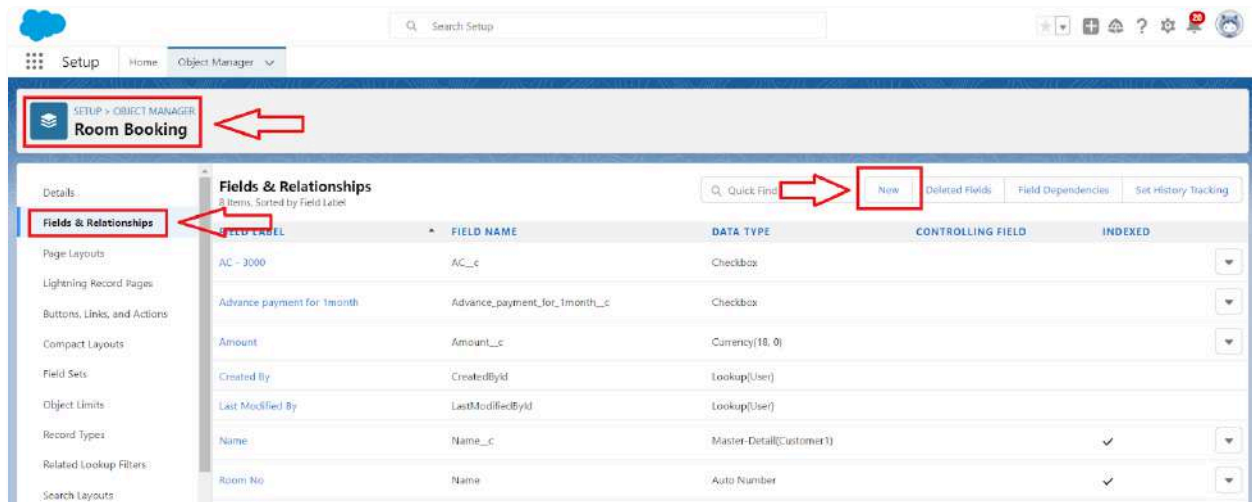 Search Setup
20
Setup
Home
Object Manager
SETUP > OBJECT MANAGER
Room Booking
Details
Fields & Relationships
Page Layouts
Lightning Record Pages
Buttons, Links, and Actions
Compact Layouts
Field Sets
Object Limits
Record Types
Related Lookup Filters
Search Layouts
Fields & Relationships
8 Items, Sorted by Field Label
Quick Find
New
Deleted Fields
Field Dependencies
Set History Tracking
FIELD LABEL FIELD NAME DATA TYPE CONTROLLING FIELD INDEXED
AC - 3000 AC__c Checkbox
Advance payment for 1month Advance_payment_for_1month__c Checkbox
Amount Amount__c Currency(18, 0)
Created By CreatedById Lookup(User)
Last Modified By LastModifiedById Lookup(User)
Name Name__c Master-Detail(Customer1)
Room No Name Auto Number